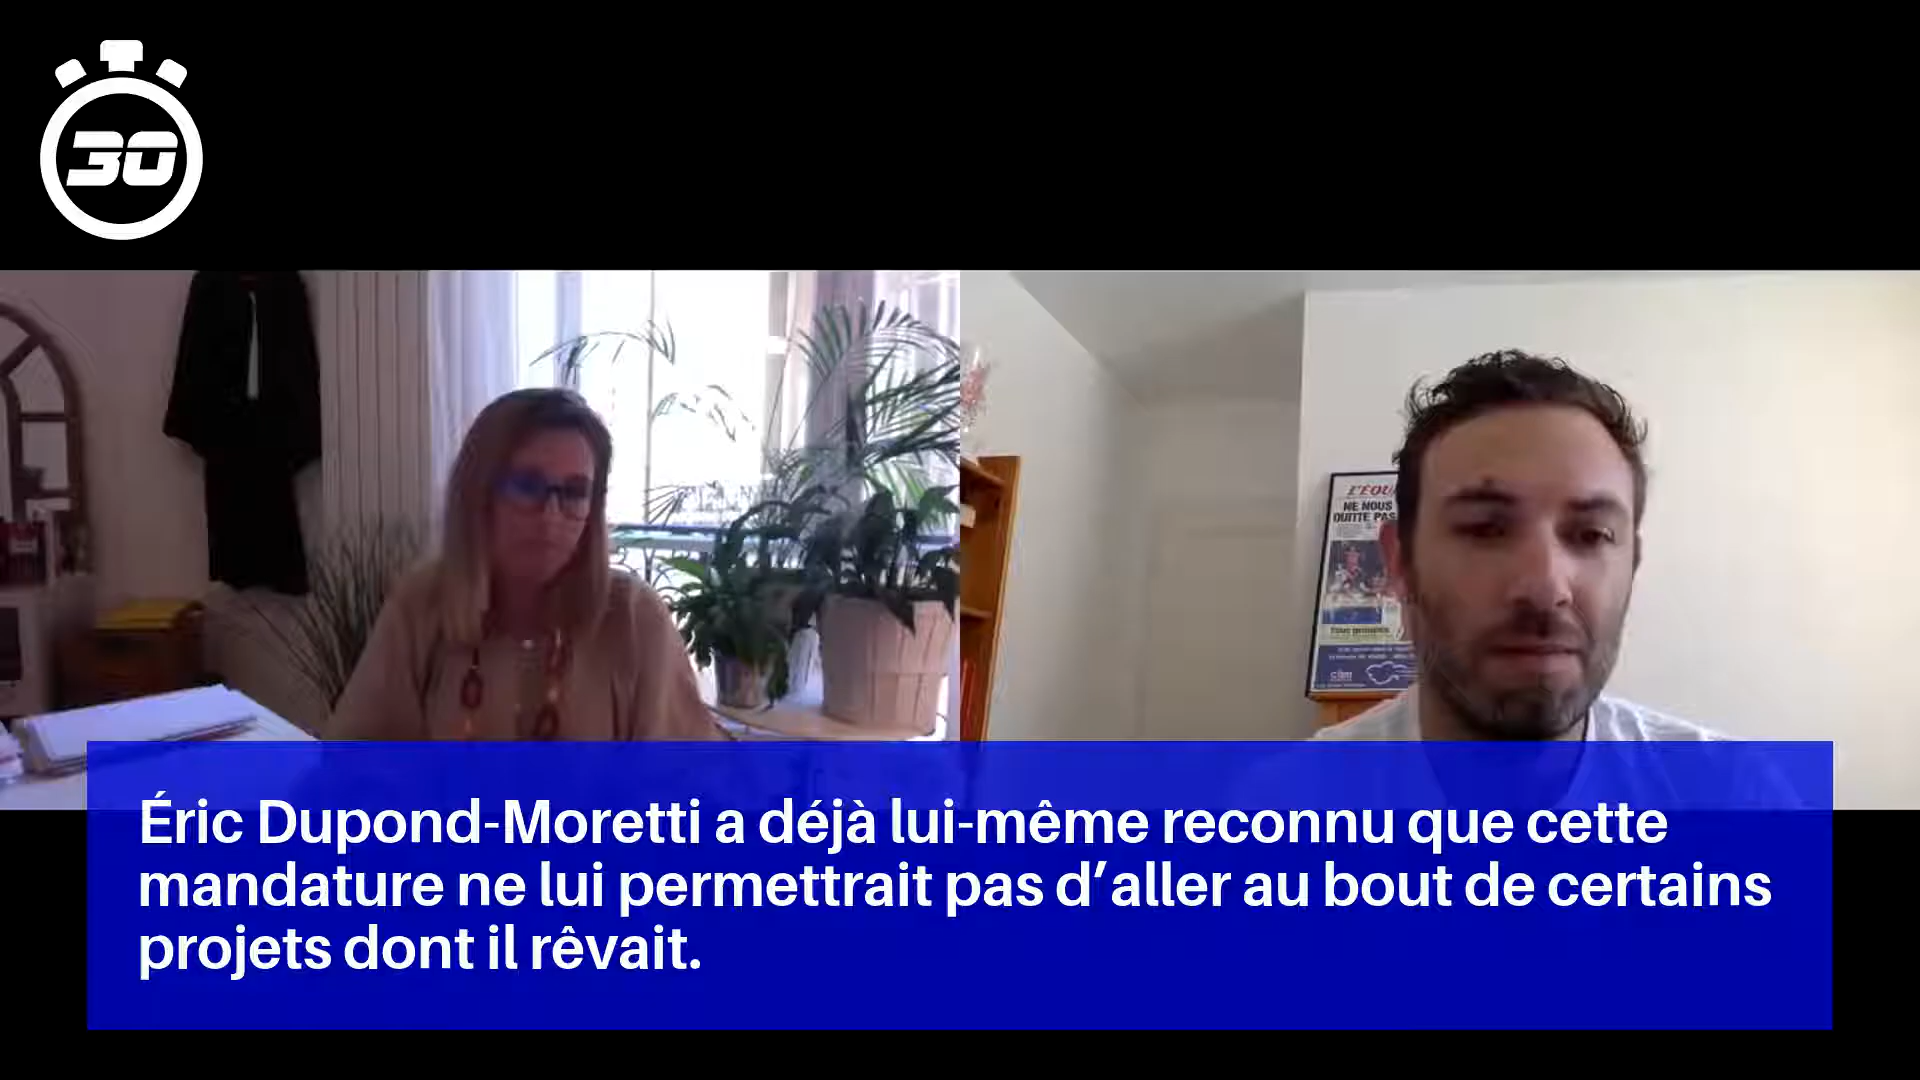 30
L'ÉQU
NE NOUS
QUITTE PAS
Éric Dupond-Moretti a déjà lui-même reconnu que cette
mandature ne lui permettrait pas d’aller au bout de certains
projets dont il rêvait.